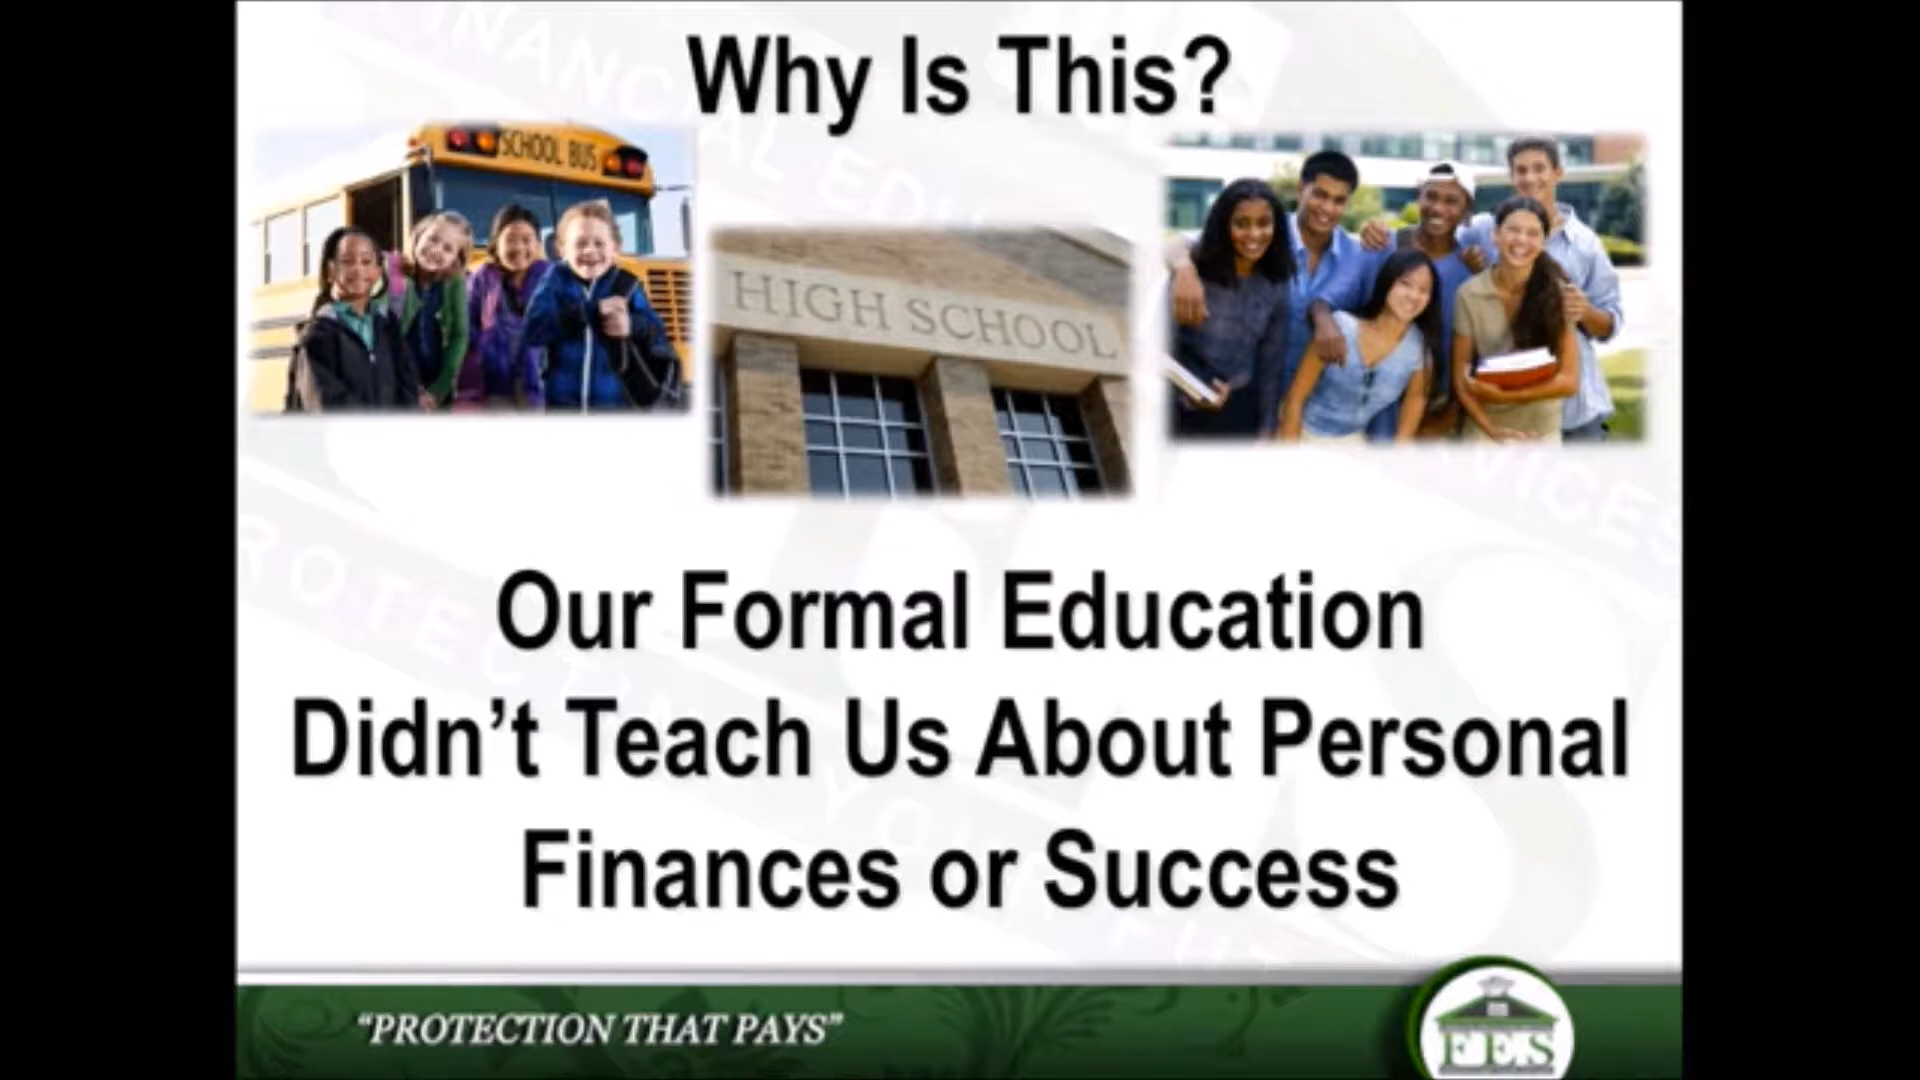 Why Is This?
SCHOOL BUS
HIGH SCHOOL
Our Formal Education
Didn't Teach Us About Personal
Finances or Success
“PROTECTION THAT PAYS”
FES